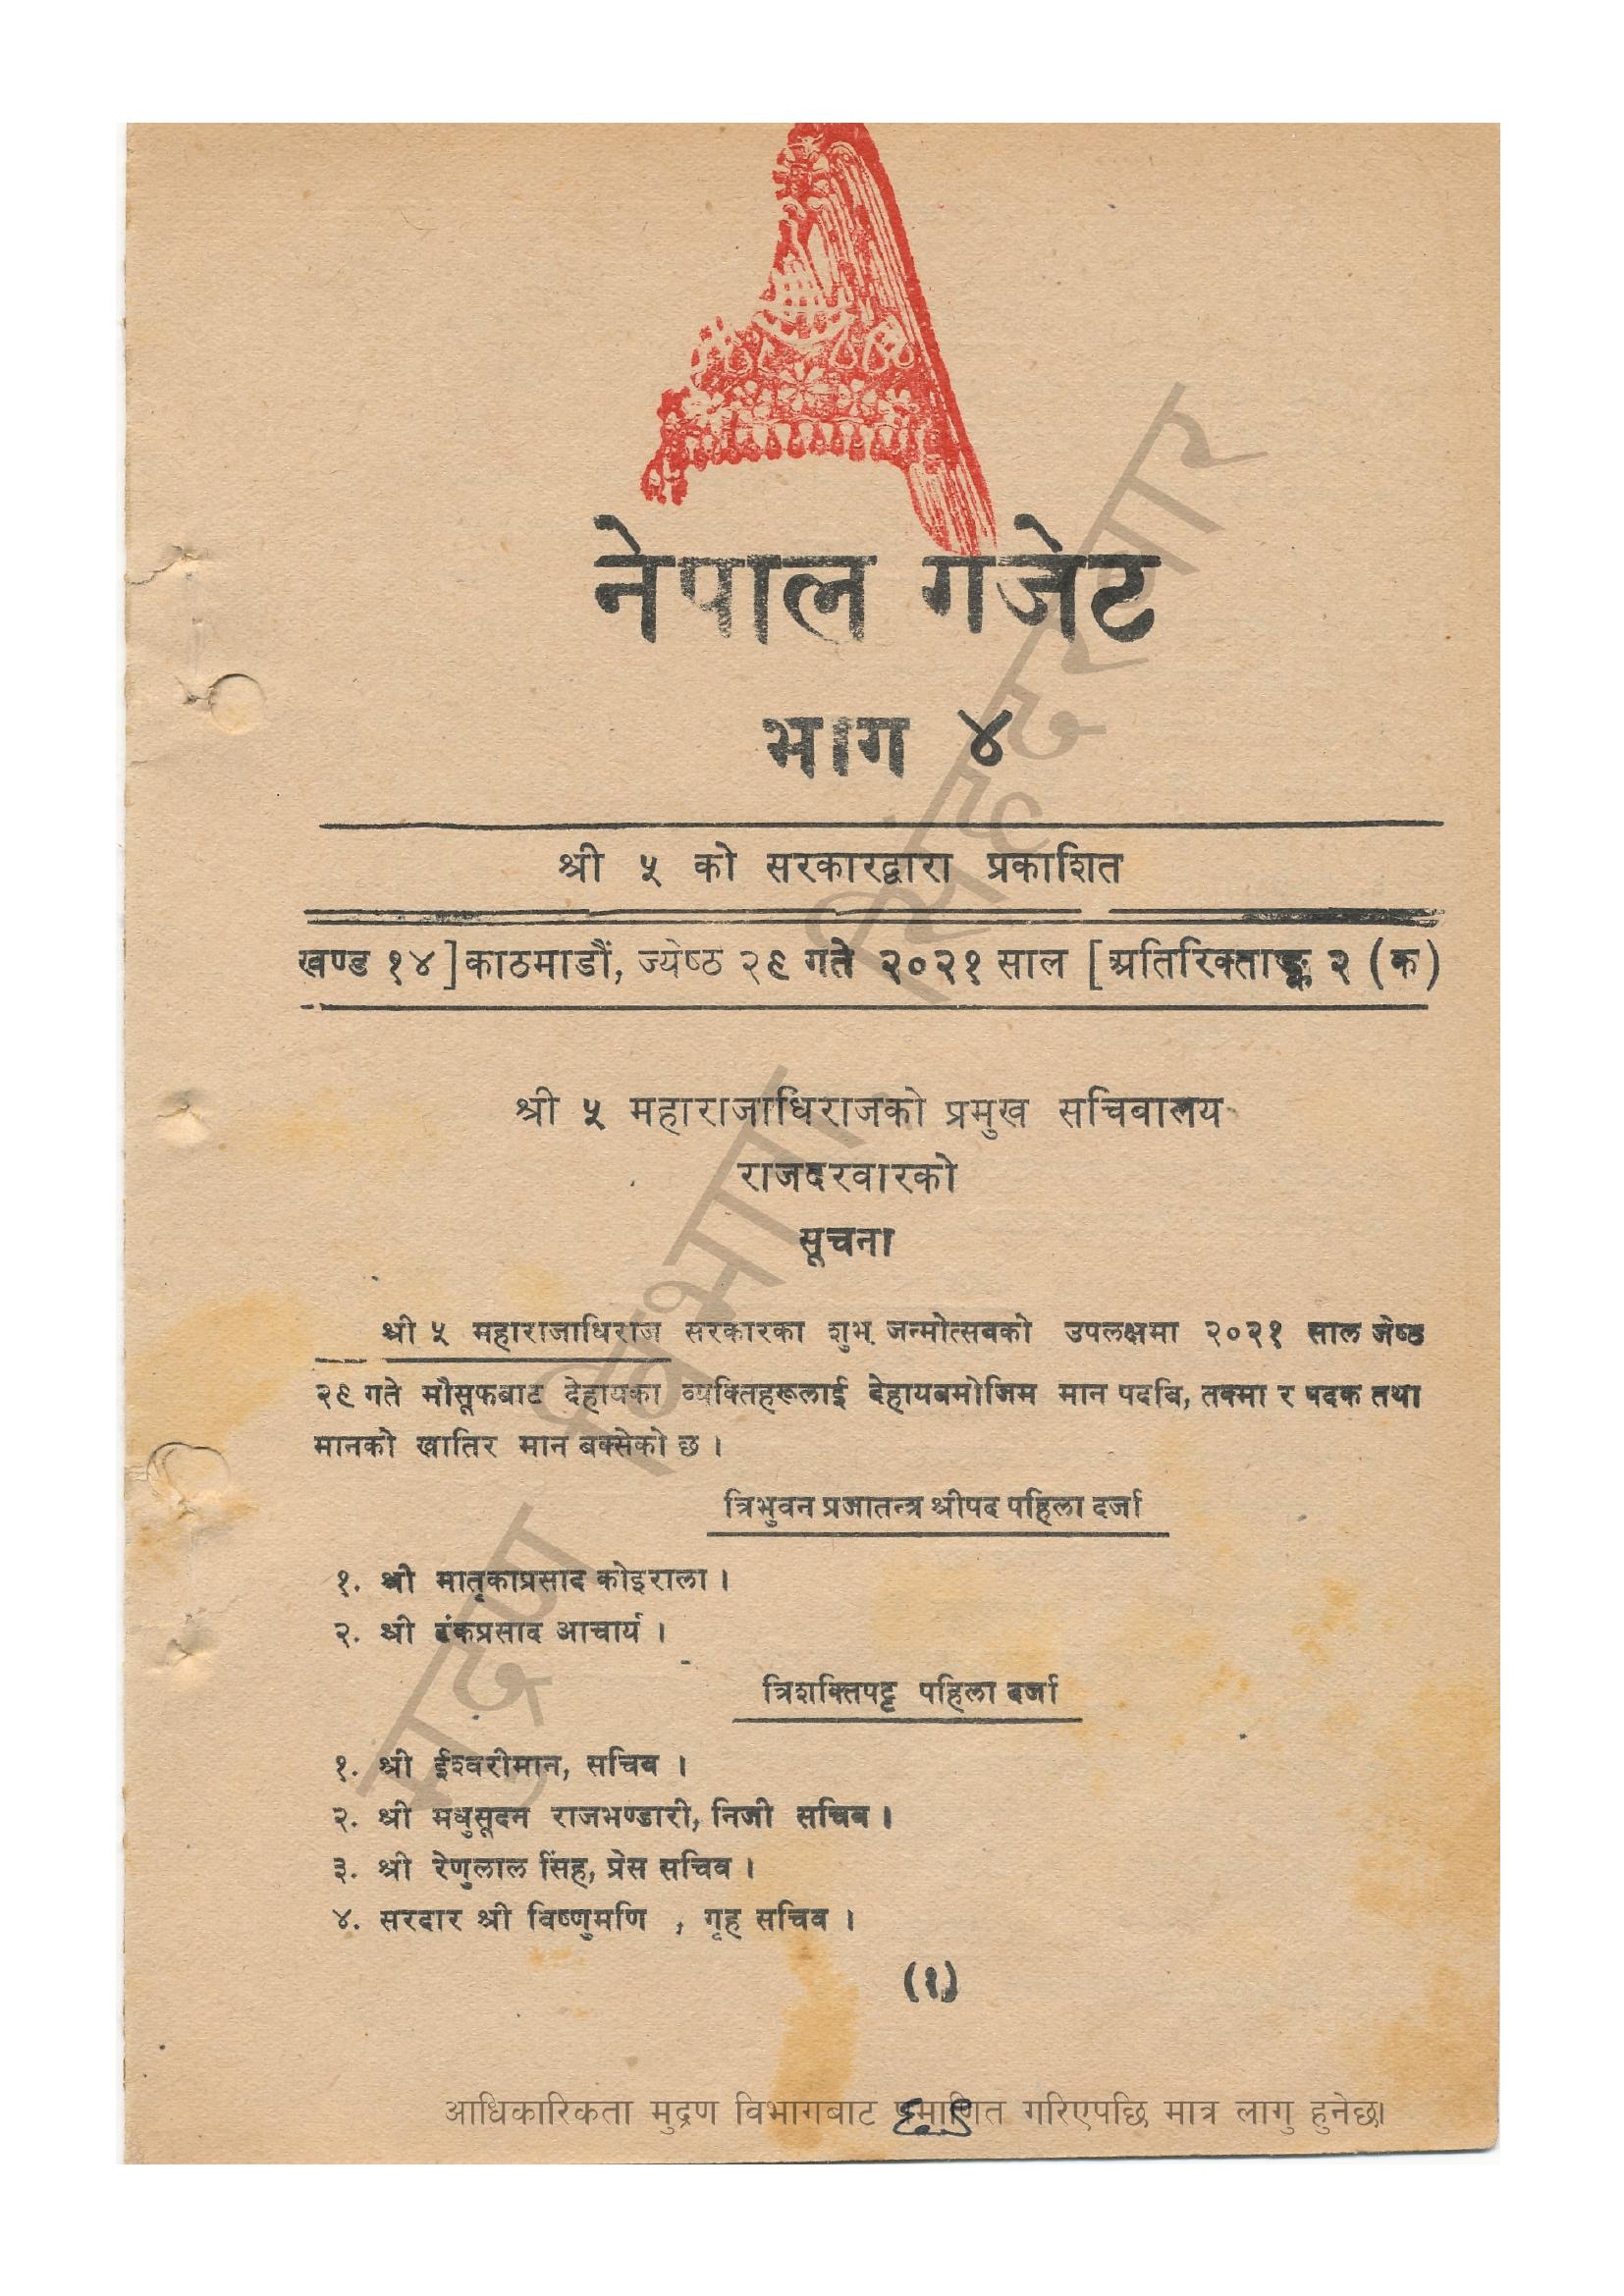 नेपाल गजेट
भाग ४
श्री ५ को सरकारद्वारा प्रकाशित
खण्ड १४] काठमाडौं, ज्येष्ठ २९ गते २०२१ साल [अतिरिक्ताङ्क २ (क)
श्री ५ महाराजाधिराजको प्रमुख सचिवालय
राजदरवारको
सूचना
श्री ५ महाराजाधिराज सरकारका शुभ जन्मोत्सवको उपलक्षमा २०२१ साल जेष्ठ
२९ गते मौसूफबाट देहायका व्यक्तिहरूलाई देहायबमोजिम मान पदवि, तक्मा र पदक तथा
मानको खातिर मान बक्सेको छ ।
त्रिभुवन प्रजातन्त्र श्रीपद पहिला दर्जा
१. श्री मातृकाप्रसाद कोइराला ।
२. श्री टंकप्रसाद आचार्य ।
त्रिशक्तिपट्ट पहिला दर्जा
१. श्री ईश्वरीमान, सचिव ।
२. श्री मधुसूदन राजभण्डारी, निजी सचिव ।
३. श्री रेणुलाल सिंह, प्रेस सचिव ।
४. सरदार श्री विष्णुमणि , गृह सचिव ।
(१)
आधिकारिकता मुद्रण विभागबाट प्रमाणित गरिएपछि मात्र लागु हुनेछ।
मुद्रण विभाग, सिंहदरबार